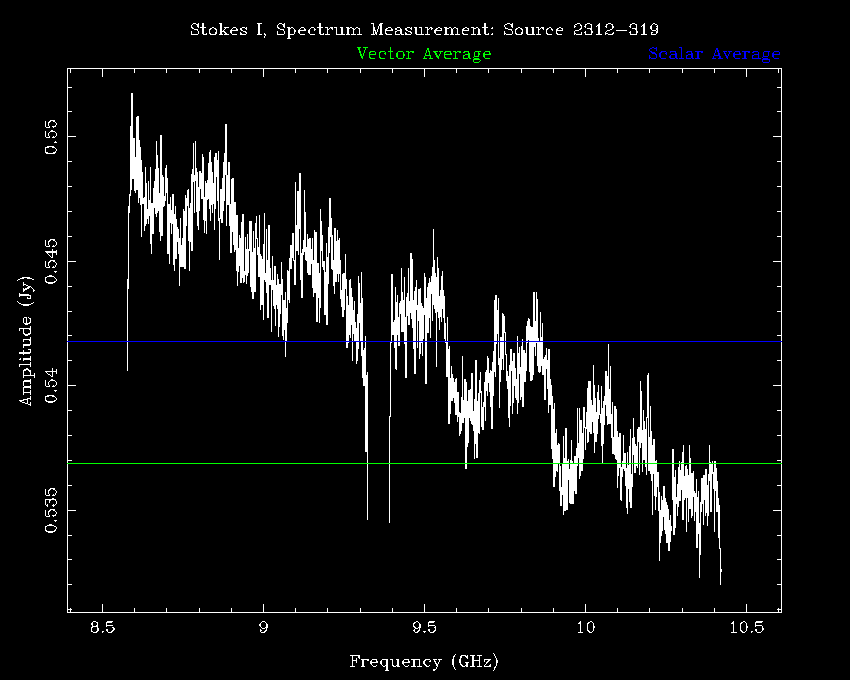 Stokes I, Spectrum Measurement: Source 2312-319
Vector Average Scalar Average
0.55
0.545
0.54
0.535
Amplitude (Jy)
8.5 9 9.5 10 10.5
Frequency (GHz)